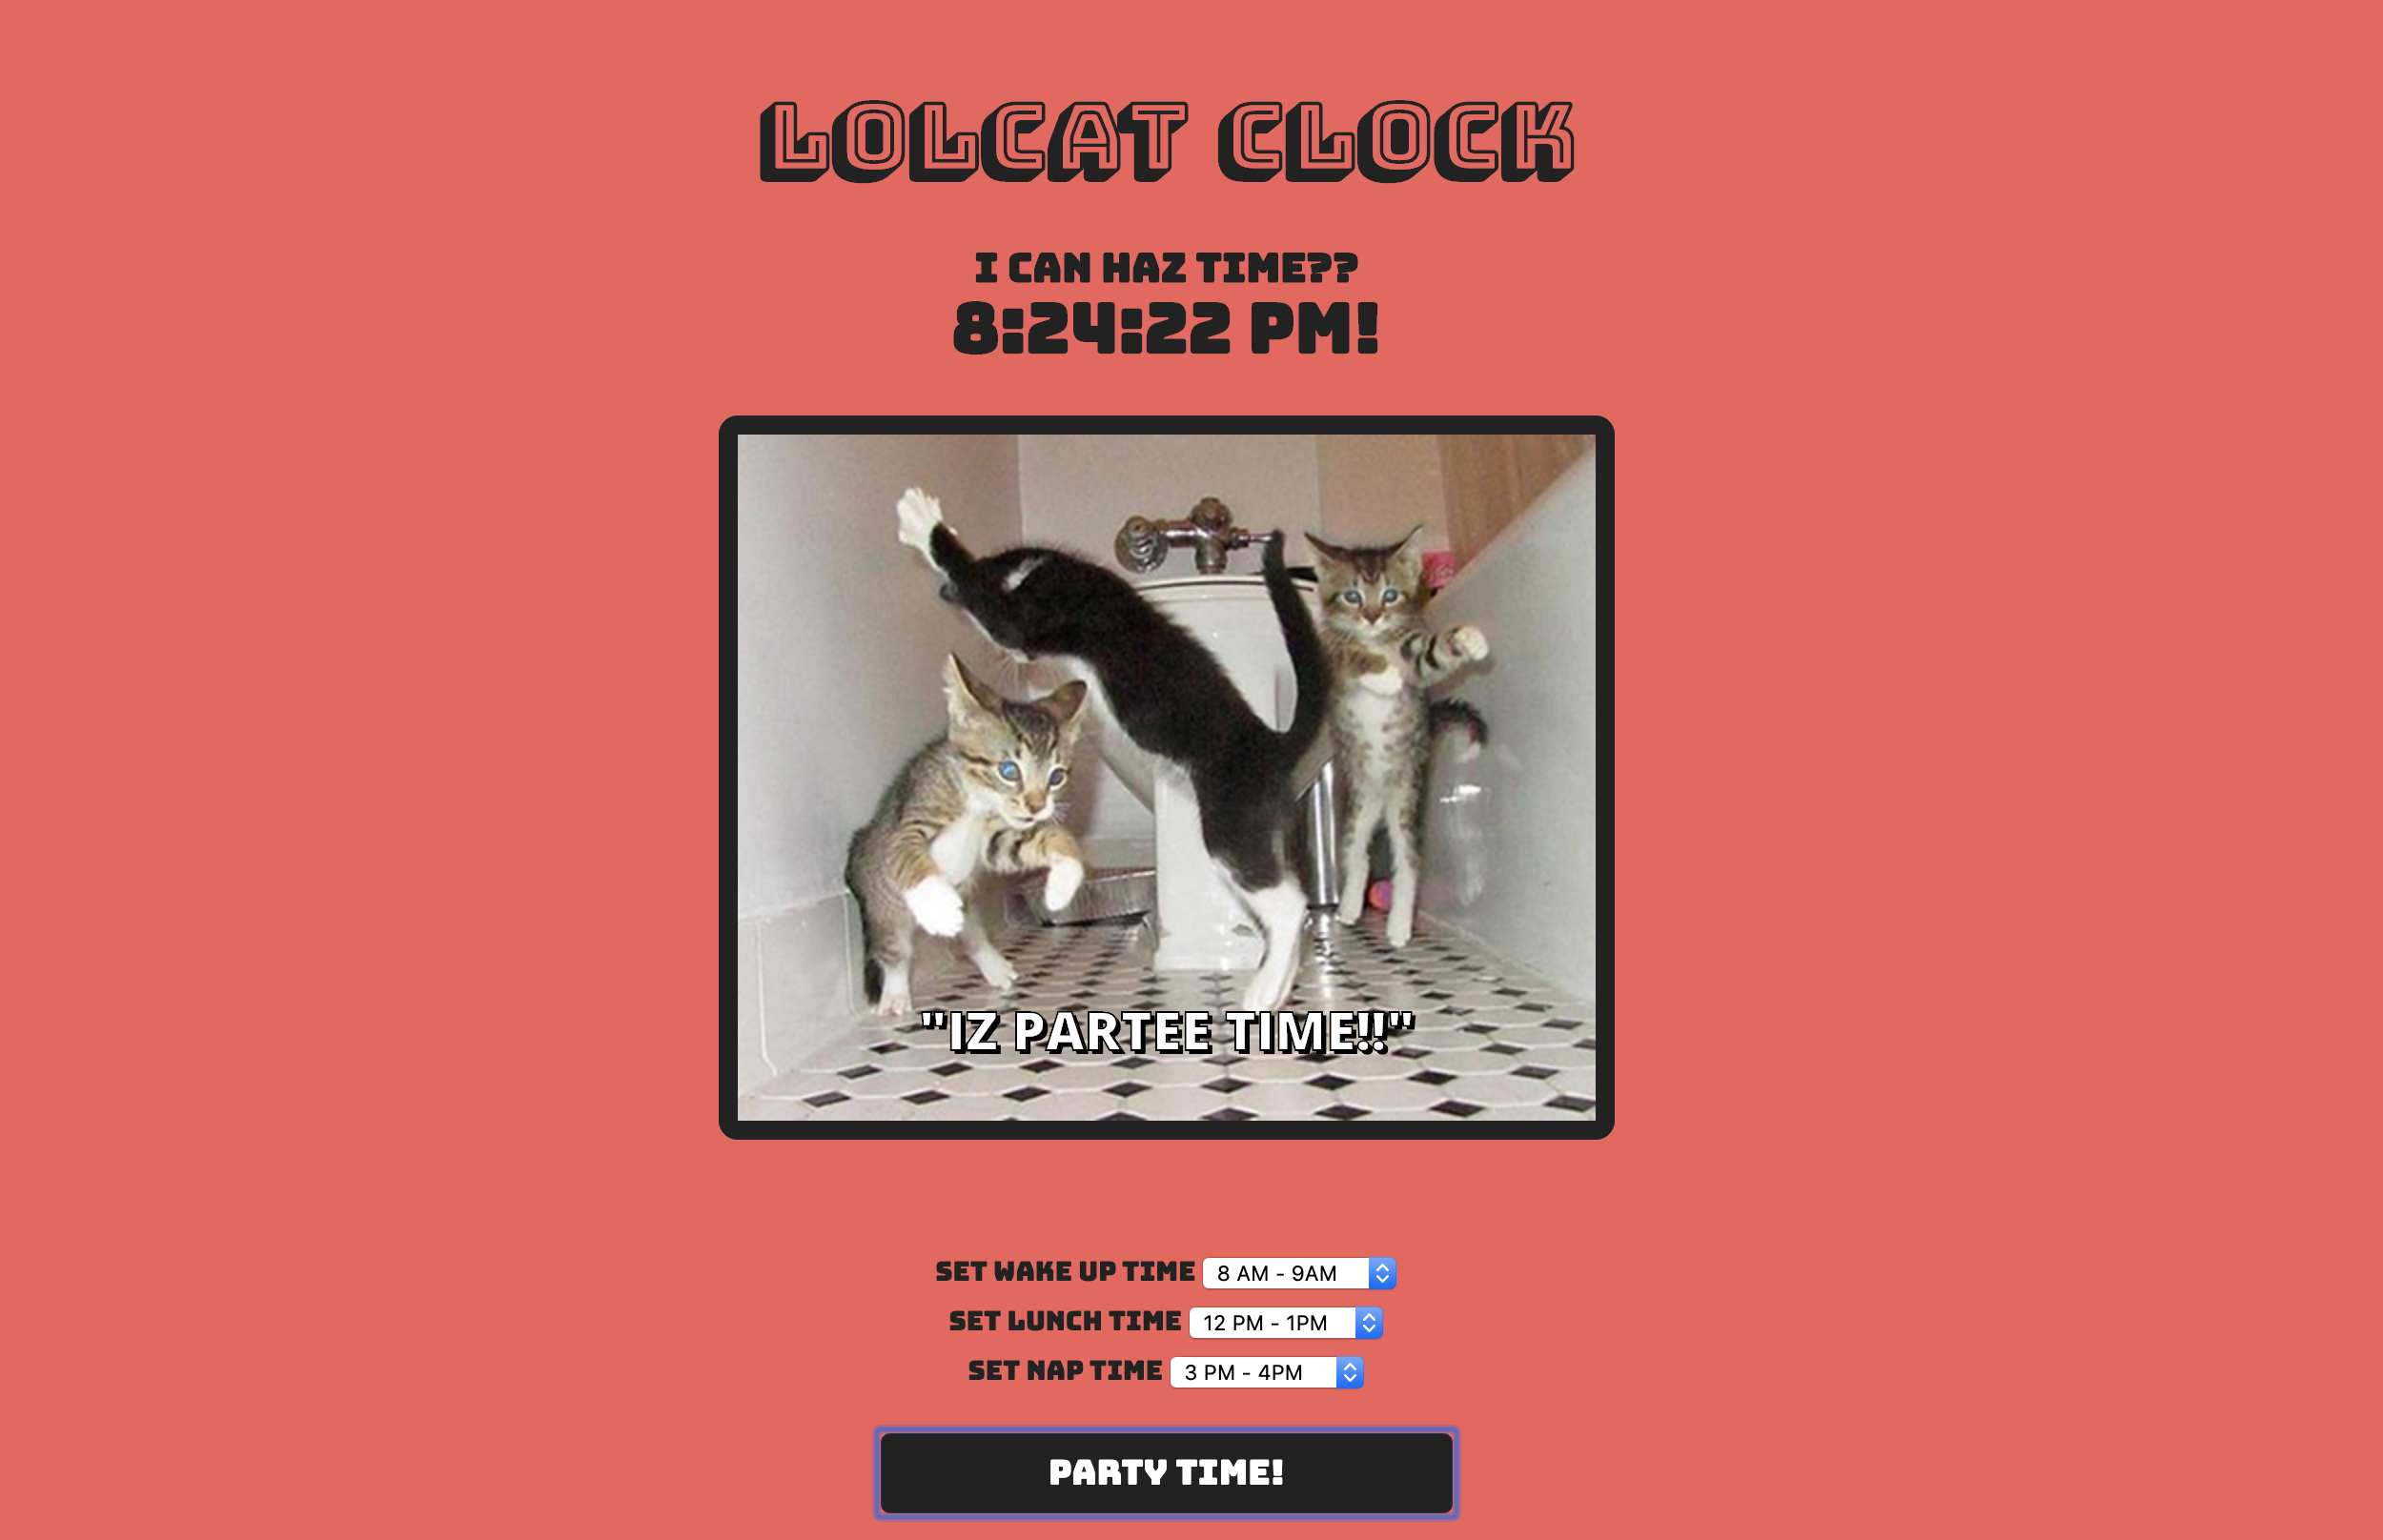 LOLCAT CLOCK
I CAN HAZ TIME??
8:24:22 PM!
"IZ PARTEE TIME!!"
SET WAKE UP TIME 8 AM - 9AM
SET LUNCH TIME 12 PM - 1PM
SET NAP TIME 3 PM - 4PM
PARTY TIME!